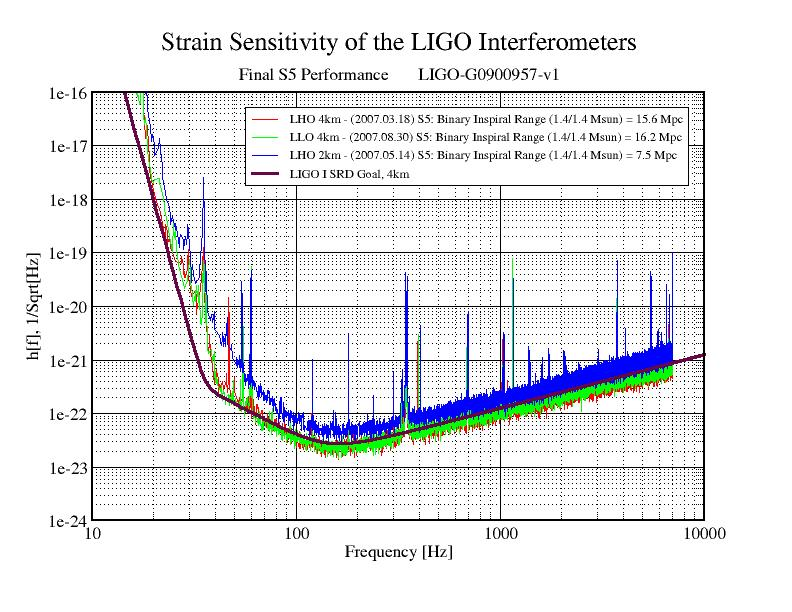 Strain Sensitivity of the LIGO Interferometers
Final S5 Performance LIGO-G0900957-v1
1e-16
LHO 4km - (2007.03.18) S5: Binary Inspiral Range (1.4/1.4 Msun) = 15.6 Mpc
LLO 4km - (2007.08.30) S5: Binary Inspiral Range (1.4/1.4 Msun) = 16.2 Mpc
LHO 2km - (2007.05.14) S5: Binary Inspiral Range (1.4/1.4 Msun) = 7.5 Mpc
LIGO I SRD Goal, 4km
1e-17
1e-18
1e-19
1e-20
1e-21
1e-22
1e-23
1e-24
h[f], 1/Sqrt[Hz]
10 100 1000 10000
Frequency [Hz]